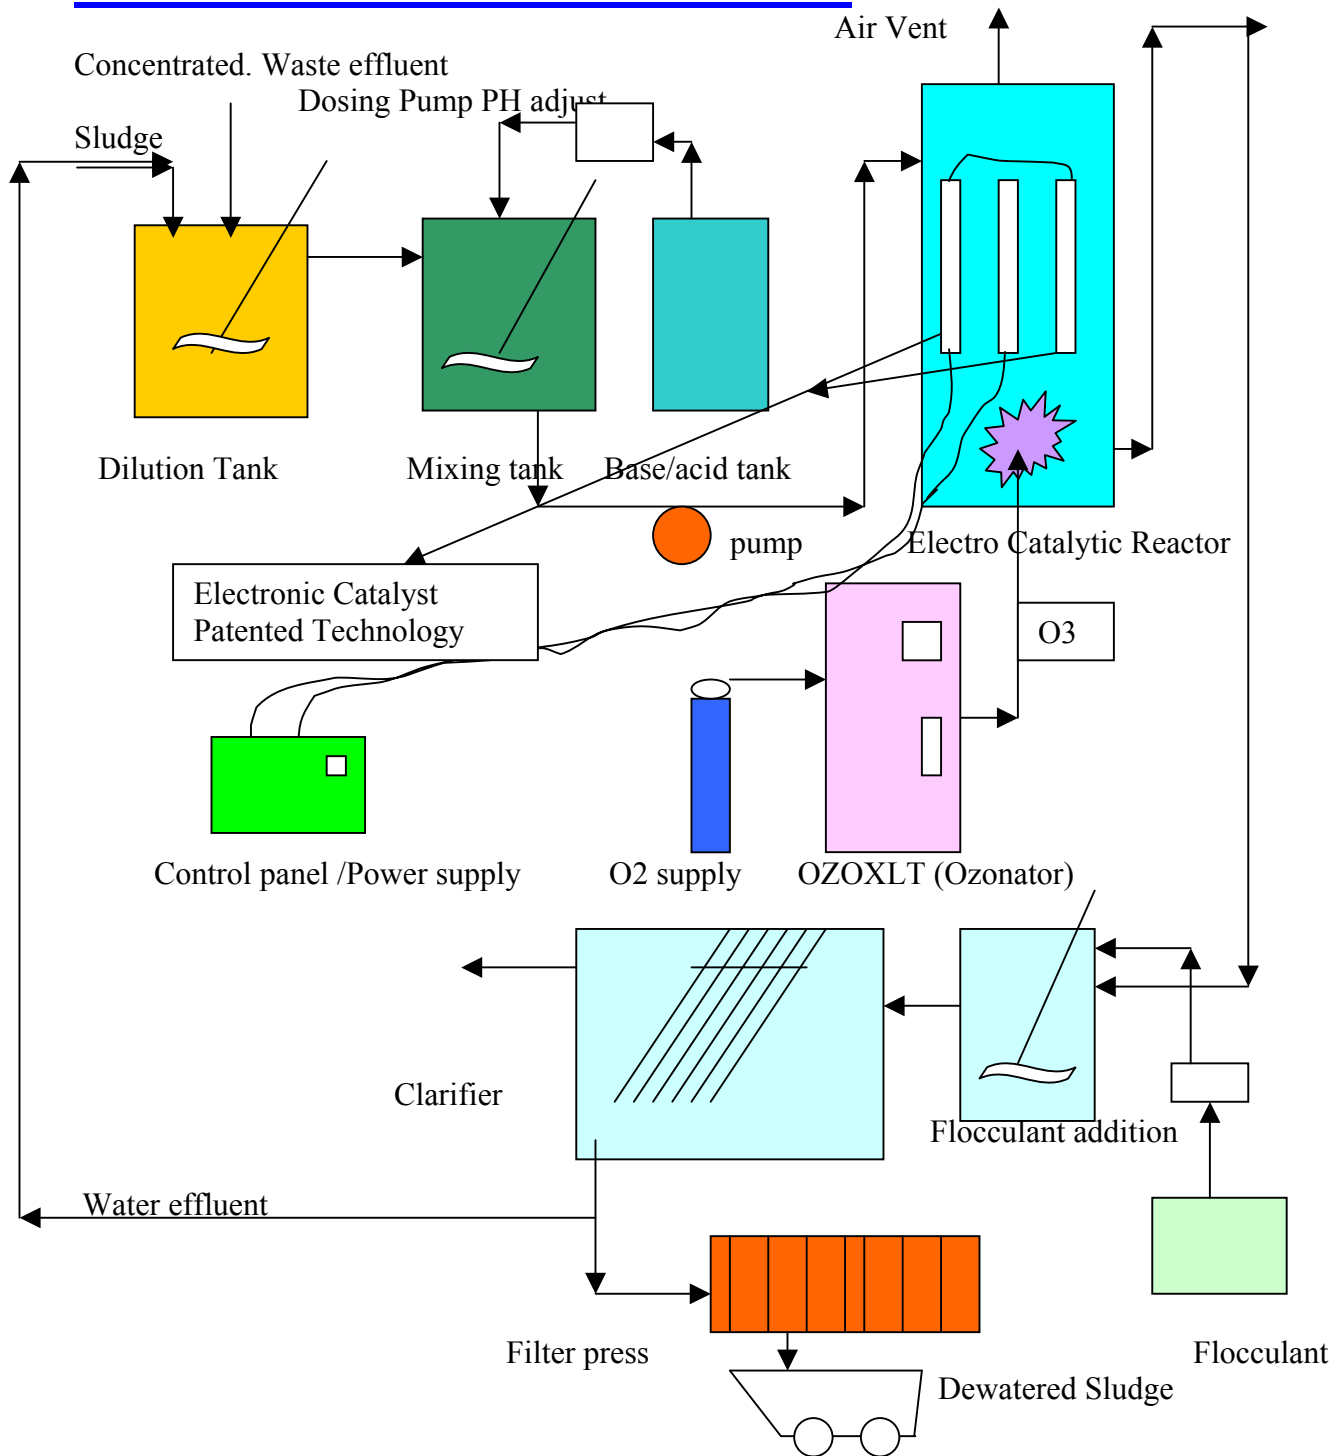 Air Vent
Concentrated. Waste effluent
Dosing Pump PH adjust
Sludge
Dilution Tank
Mixing tank
Base/acid tank
pump
Electro Catalytic Reactor
Electronic Catalyst
Patented Technology
O3
Control panel /Power supply
O2 supply
OZOXLT (Ozonator)
Clarifier
Flocculant addition
Water effluent
Filter press
Flocculant
Dewatered Sludge